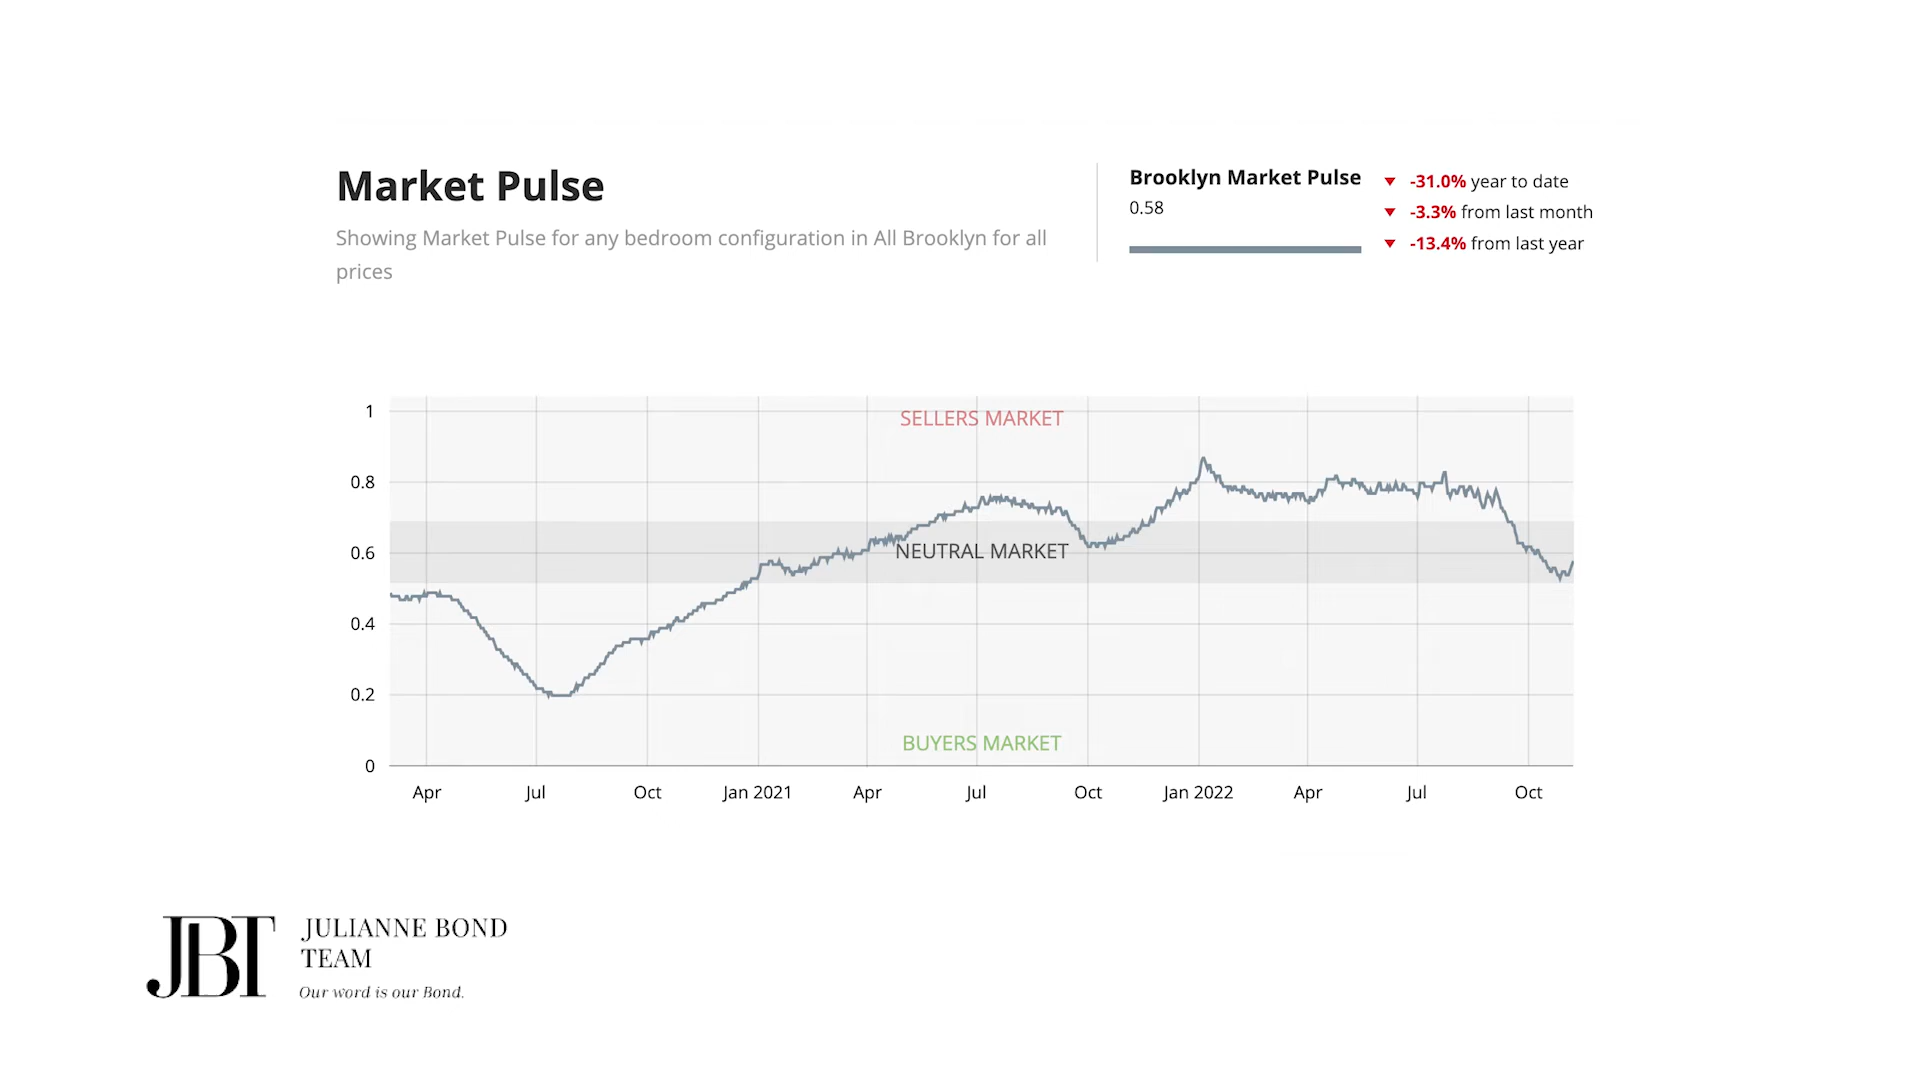 Market Pulse
Showing Market Pulse for any bedroom configuration in All Brooklyn for all
prices
Brooklyn Market Pulse
0.58
-31.0% year to date
-3.3% from last month
-13.4% from last year
SELLERS MARKET
NEUTRAL MARKET
BUYERS MARKET
1
0.8
0.6
0.4
0.2
0
Apr Jul Oct Jan 2021 Apr Jul Oct Jan 2022 Apr Jul Oct
JBT
JULIANNE BOND
TEAM
Our word is our Bond.